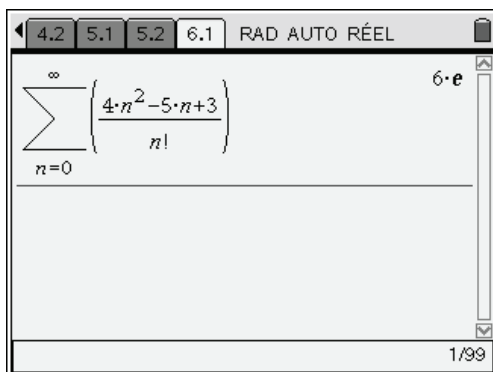 4.2 5.1 5.2 6.1 RAD AUTO RÉEL
∞
∑ ( (4·n²−5·n+3) / n! ) 6·e
n=0
1/99